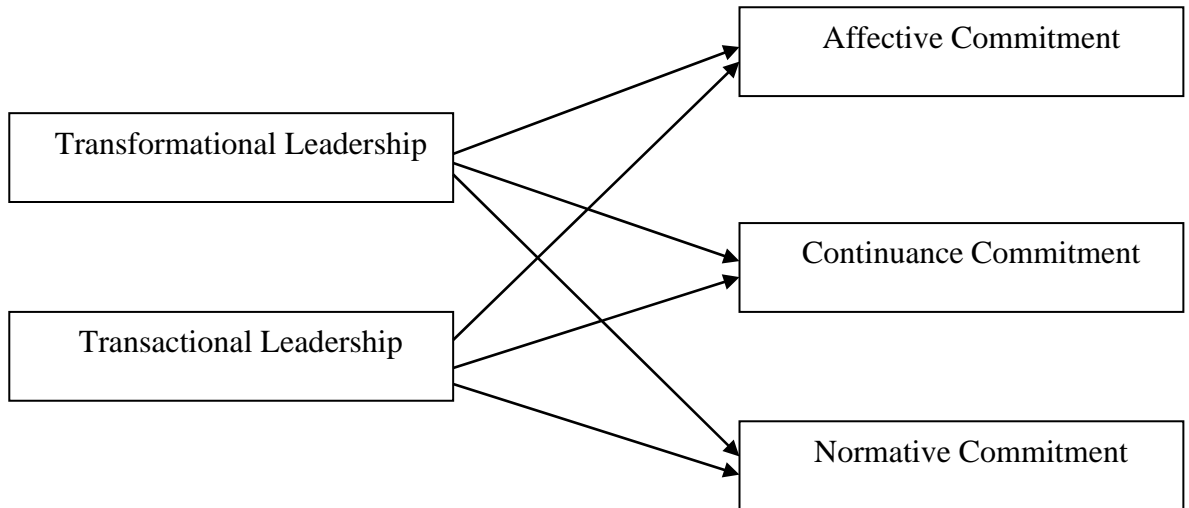 Affective Commitment
Transformational Leadership
Continuance Commitment
Transactional Leadership
Normative Commitment